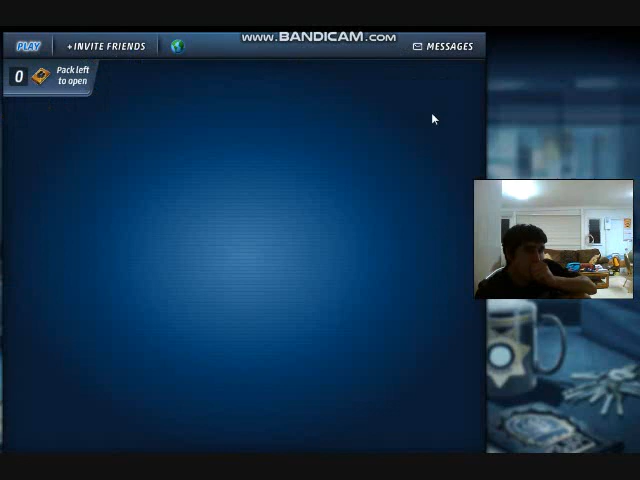 www.BANDICAM.com
PLAY
+INVITE FRIENDS
MESSAGES
0
Pack left
to open